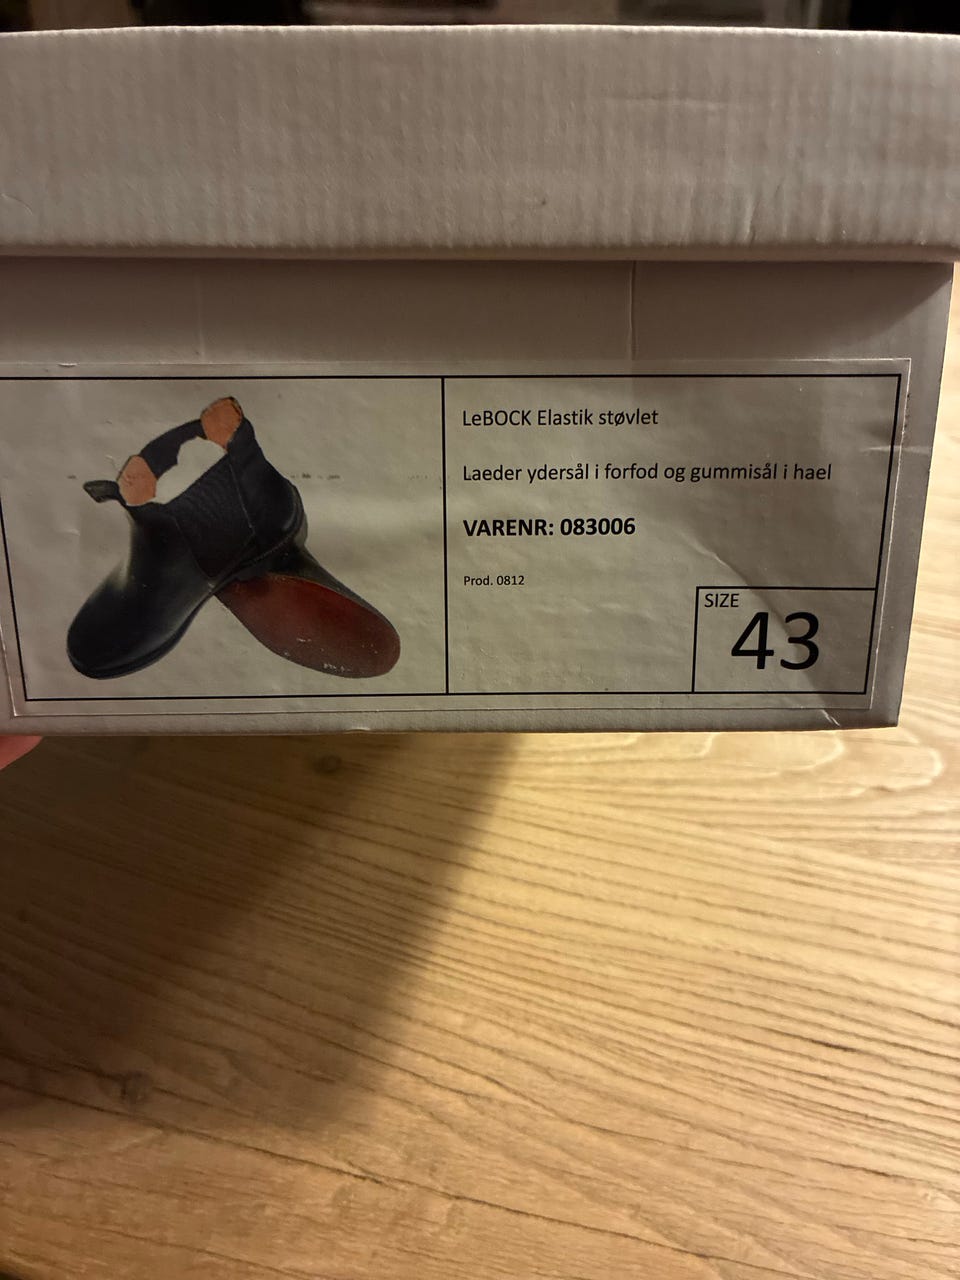 LeBOCK Elastik støvlet
Laeder ydersål i forfod og gummisål i hael
VARENR: 083006
Prod. 0812
SIZE
43